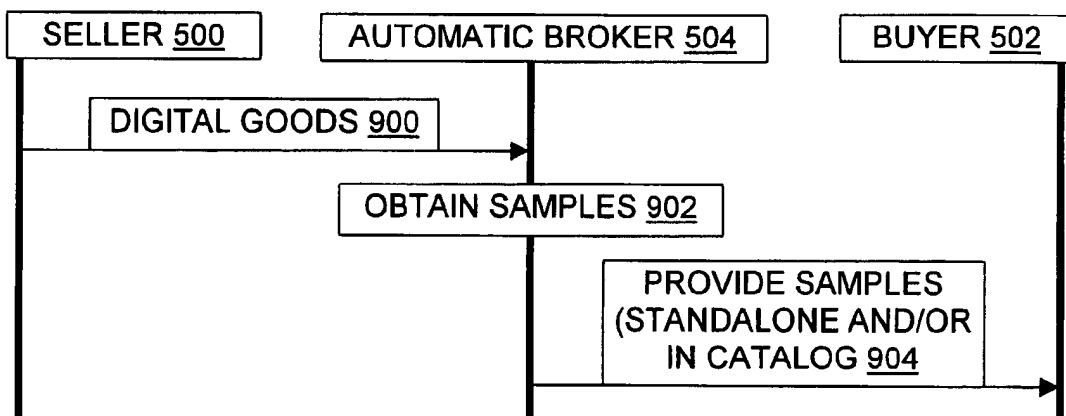 SELLER 500
AUTOMATIC BROKER 504
BUYER 502
DIGITAL GOODS 900
OBTAIN SAMPLES 902
PROVIDE SAMPLES
(STANDALONE AND/OR
IN CATALOG 904